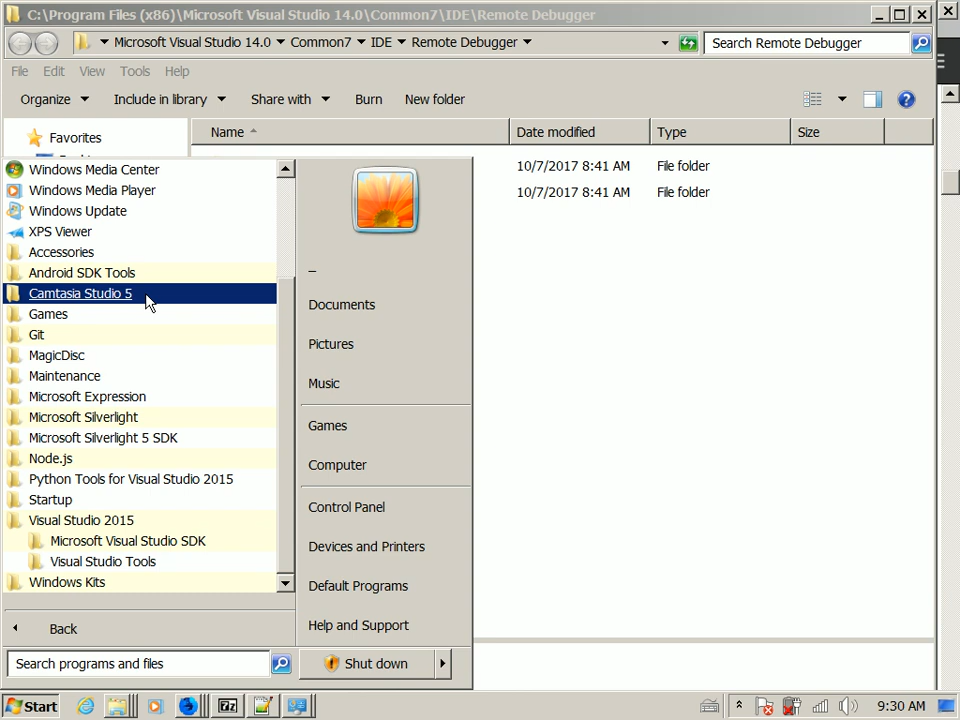 C:\Program Files (x86)\Microsoft Visual Studio 14.0\Common7\IDE\Remote Debugger
Microsoft Visual Studio 14.0 Common7 IDE Remote Debugger Search Remote Debugger
File Edit View Tools Help
Organize Include in library Share with Burn New folder
Favorites Name Date modified Type Size
10/7/2017 8:41 AM File folder
10/7/2017 8:41 AM File folder
Windows Media Center
Windows Media Player
Windows Update
XPS Viewer
Accessories
Android SDK Tools
Camtasia Studio 5
Games
Git
MagicDisc
Maintenance
Microsoft Expression
Microsoft Silverlight
Microsoft Silverlight 5 SDK
Node.js
Python Tools for Visual Studio 2015
Startup
Visual Studio 2015
Microsoft Visual Studio SDK
Visual Studio Tools
Windows Kits
Back
Search programs and files
_
Documents
Pictures
Music
Games
Computer
Control Panel
Devices and Printers
Default Programs
Help and Support
Shut down
Start 7z 9:30 AM